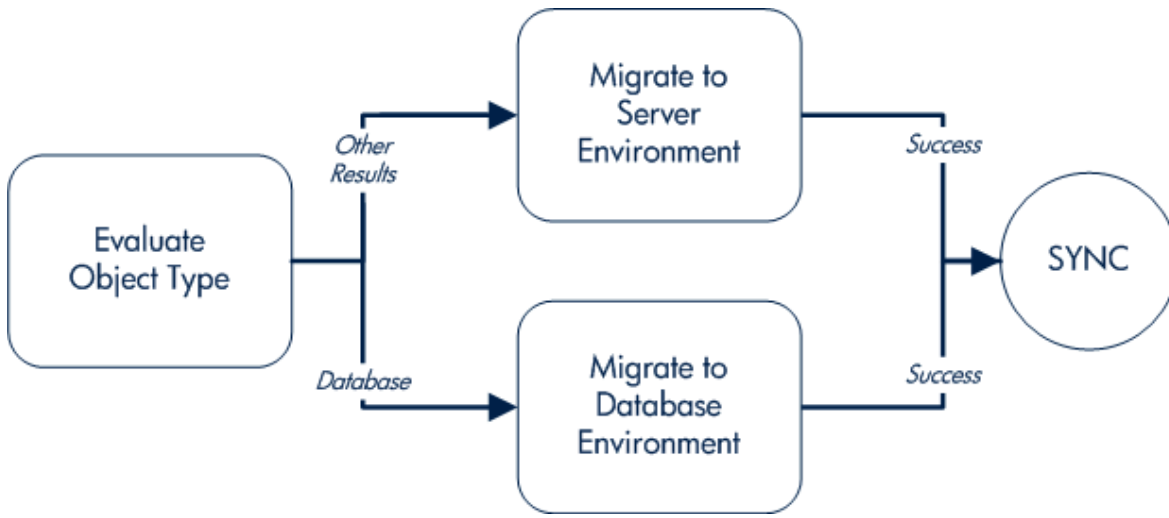 Evaluate
Object Type
Other
Results
Database
Migrate to
Server
Environment
Migrate to
Database
Environment
Success
Success
SYNC